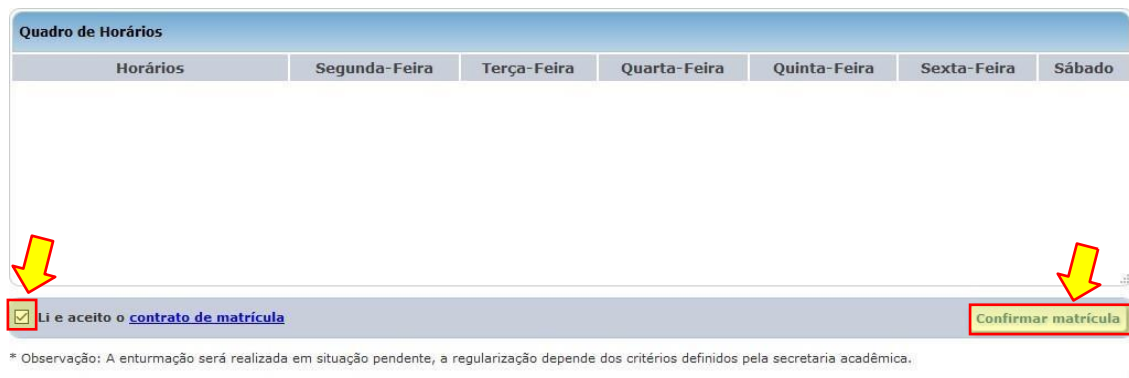 Quadro de Horários
Horários Segunda-Feira Terça-Feira Quarta-Feira Quinta-Feira Sexta-Feira Sábado
Li e aceito o contrato de matrícula Confirmar matrícula
* Observação: A enturmação será realizada em situação pendente, a regularização depende dos critérios definidos pela secretaria acadêmica.